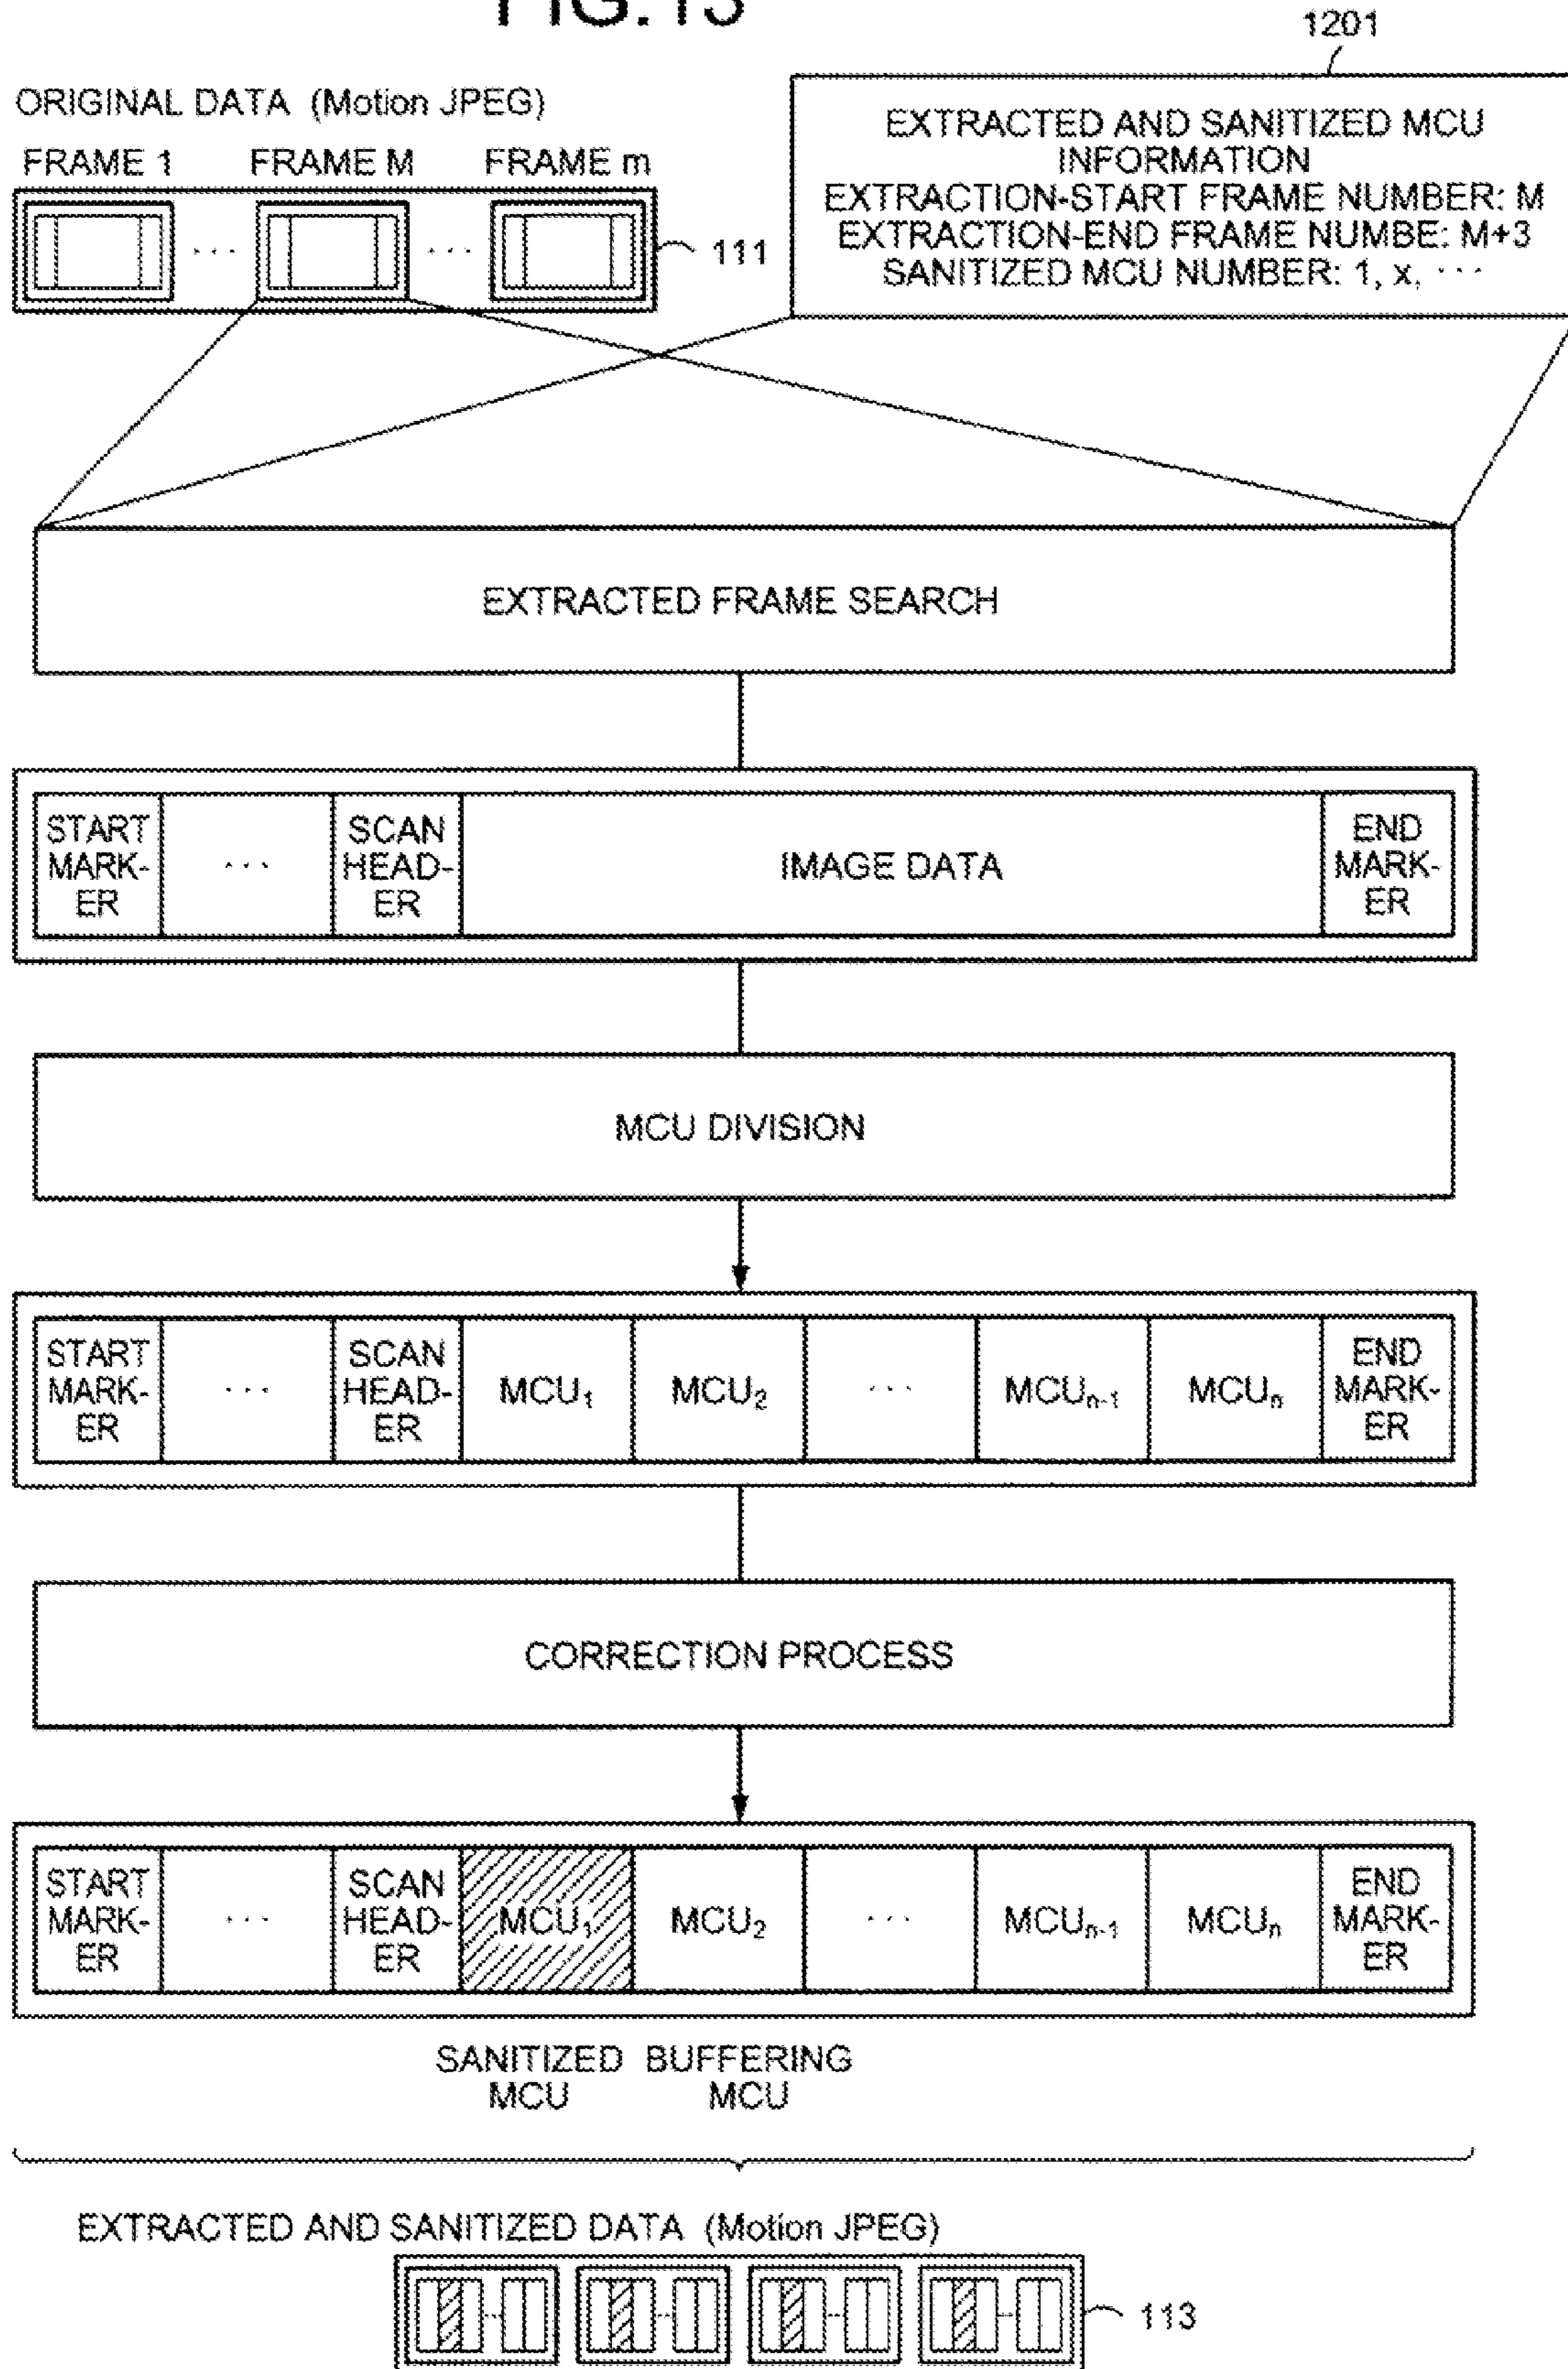 FIG.13
1201
ORIGINAL DATA (Motion JPEG)
FRAME 1 FRAME M FRAME m
... ...
111
EXTRACTED AND SANITIZED MCU
INFORMATION
EXTRACTION-START FRAME NUMBER: M
EXTRACTION-END FRAME NUMBE: M+3
SANITIZED MCU NUMBER: 1, x, ...
EXTRACTED FRAME SEARCH
START
MARK-
ER
...
SCAN
HEAD-
ER
IMAGE DATA
END
MARK-
ER
MCU DIVISION
START
MARK-
ER
...
SCAN
HEAD-
ER
MCU₁
MCU₂
...
MCUₙ₋₁
MCUₙ
END
MARK-
ER
CORRECTION PROCESS
START
MARK-
ER
...
SCAN
HEAD-
ER
MCU₁
MCU₂
...
MCUₙ₋₁
MCUₙ
END
MARK-
ER
SANITIZED
MCU
BUFFERING
MCU
EXTRACTED AND SANITIZED DATA (Motion JPEG)
113